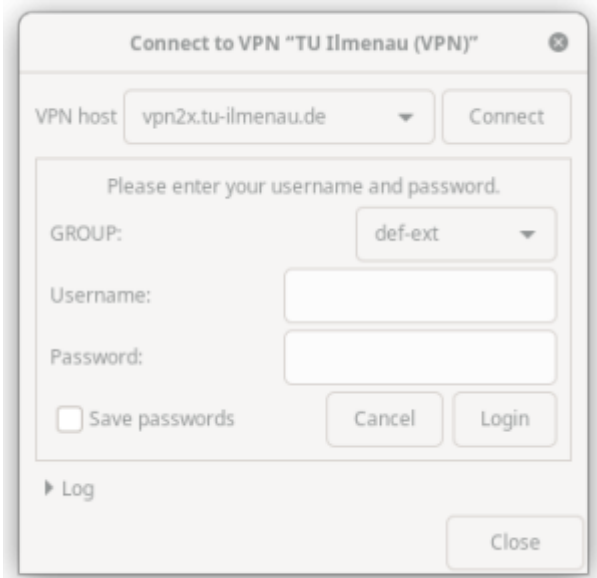 Connect to VPN “TU Ilmenau (VPN)”
VPN host vpn2x.tu-ilmenau.de Connect
Please enter your username and password.
GROUP: def-ext
Username:
Password:
Save passwords Cancel Login
Log
Close